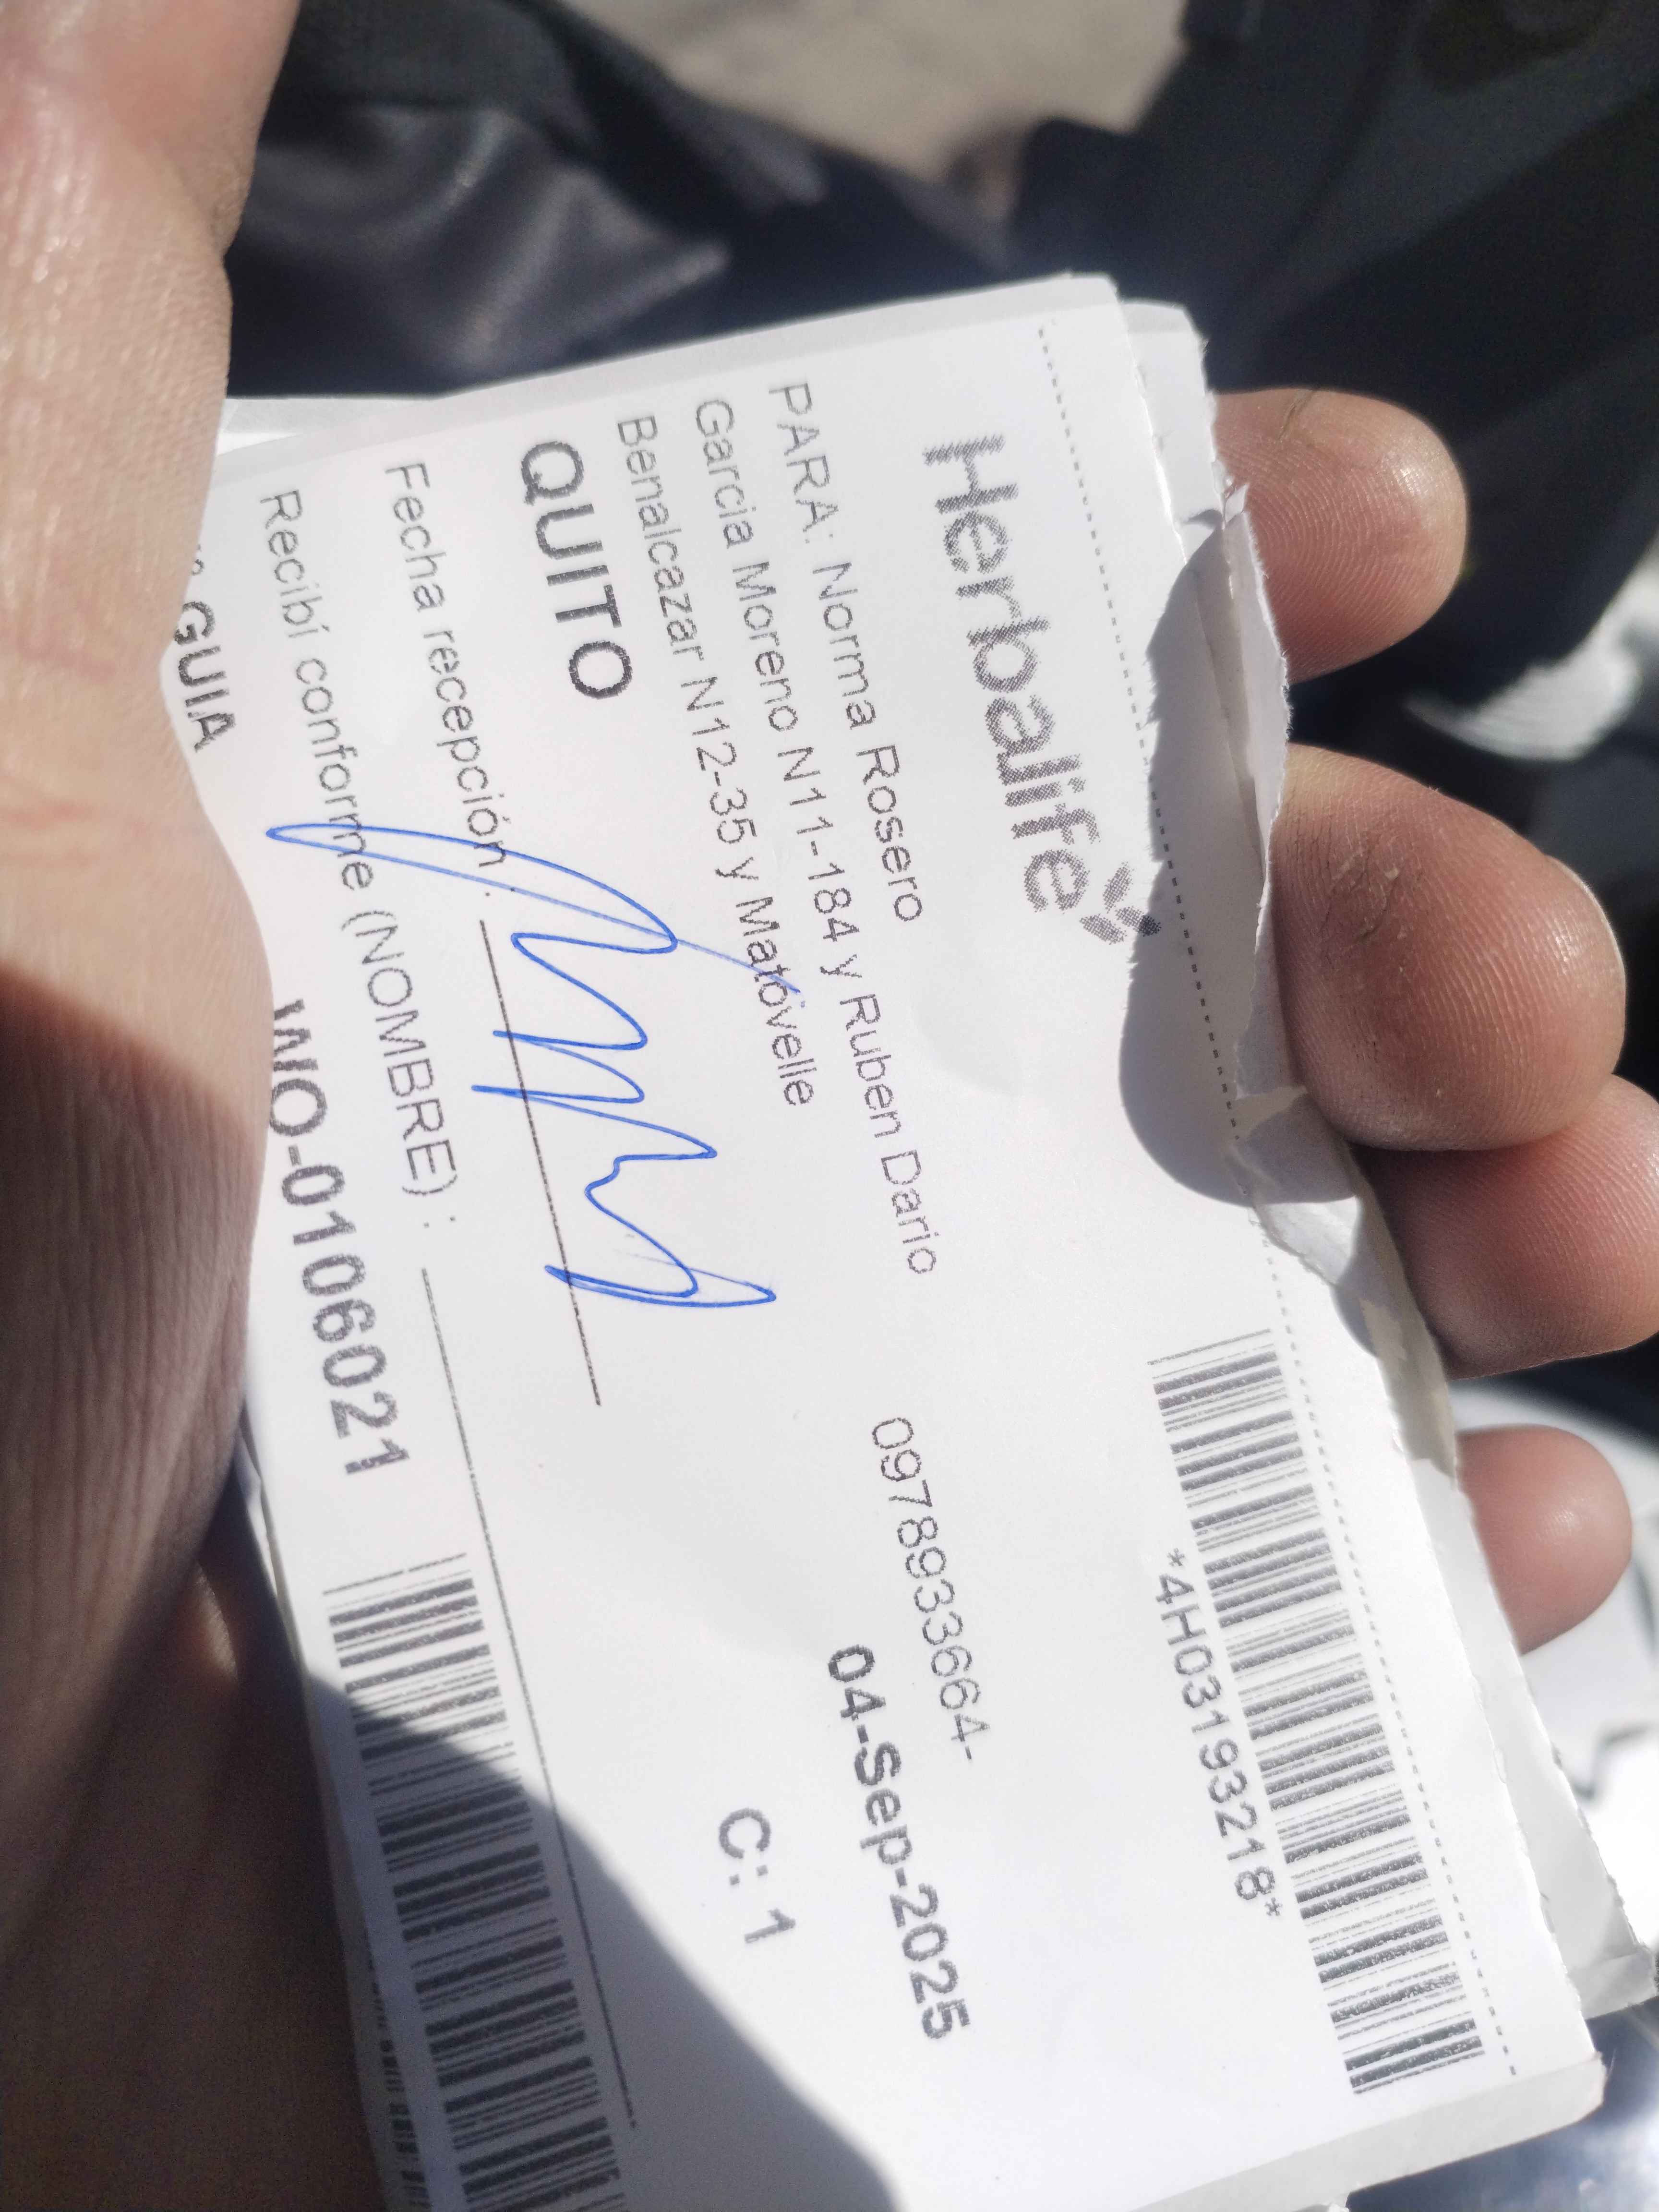 Herbalife
*4H03193218*
PARA: Norma Rosero
0978933664-
Garcia Moreno N11-184 y Ruben Dario
04-Sep-2025
Benalcazar N12-35 y Matovelle
C: 1
QUITO
Fecha recepción :
Recibí conforme (NOMBRE) :
GUIA
WO-0106021